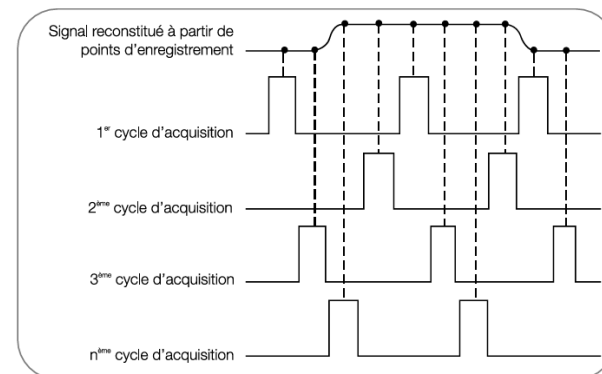 Signal reconstitué à partir de
points d'enregistrement
1er cycle d'acquisition
2ème cycle d'acquisition
3ème cycle d'acquisition
nème cycle d'acquisition